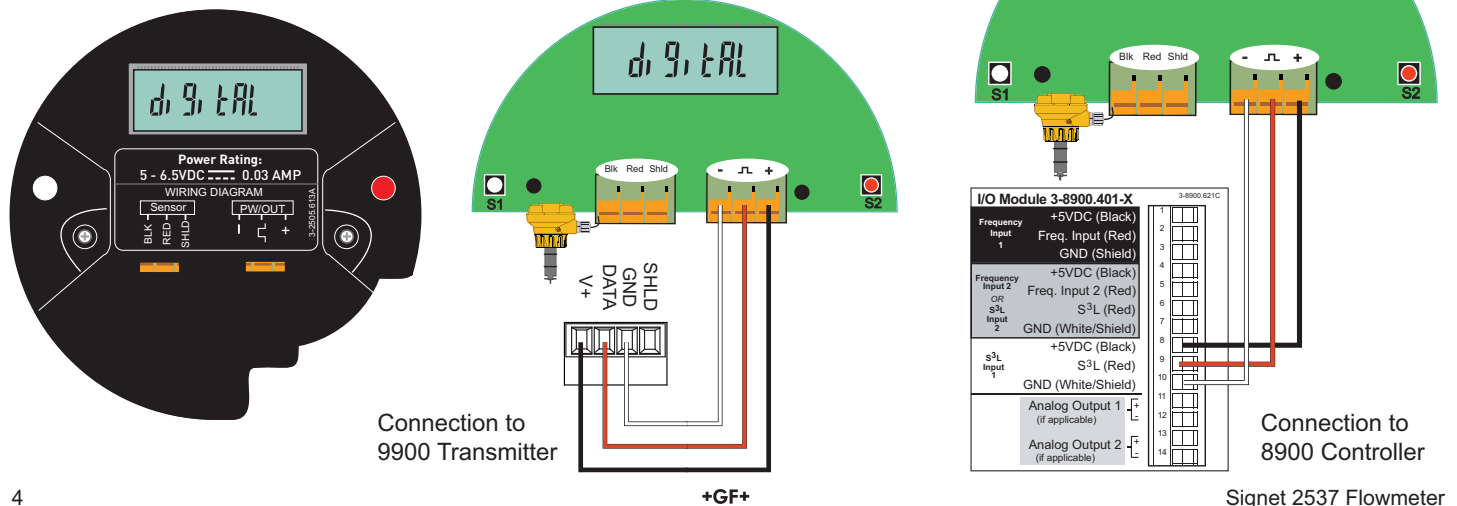 di gi tAL
Power Rating:
5 - 6.5VDC 0.03 AMP
WIRING DIAGRAM
Sensor
PW/OUT
BLK
RED
SHLD
-
+
3-2505.613A
di gi tAL
Blk Red Shld
- +
S1
S2
V+
DATA
GND
SHLD
Connection to
9900 Transmitter
Blk Red Shld
- +
S1
S2
I/O Module 3-8900.401-X
3-8900.621C
Frequency
Input
1
+5VDC (Black)
Freq. Input (Red)
GND (Shield)
Frequency
Input 2
OR
S3L
Input
2
+5VDC (Black)
Freq. Input 2 (Red)
S3L (Red)
GND (White/Shield)
S3L
Input
1
+5VDC (Black)
S3L (Red)
GND (White/Shield)
Analog Output 1
(if applicable)
+
-
Analog Output 2
(if applicable)
+
-
1
2
3
4
5
6
7
8
9
10
11
12
13
14
Connection to
8900 Controller
4
+GF+
Signet 2537 Flowmeter